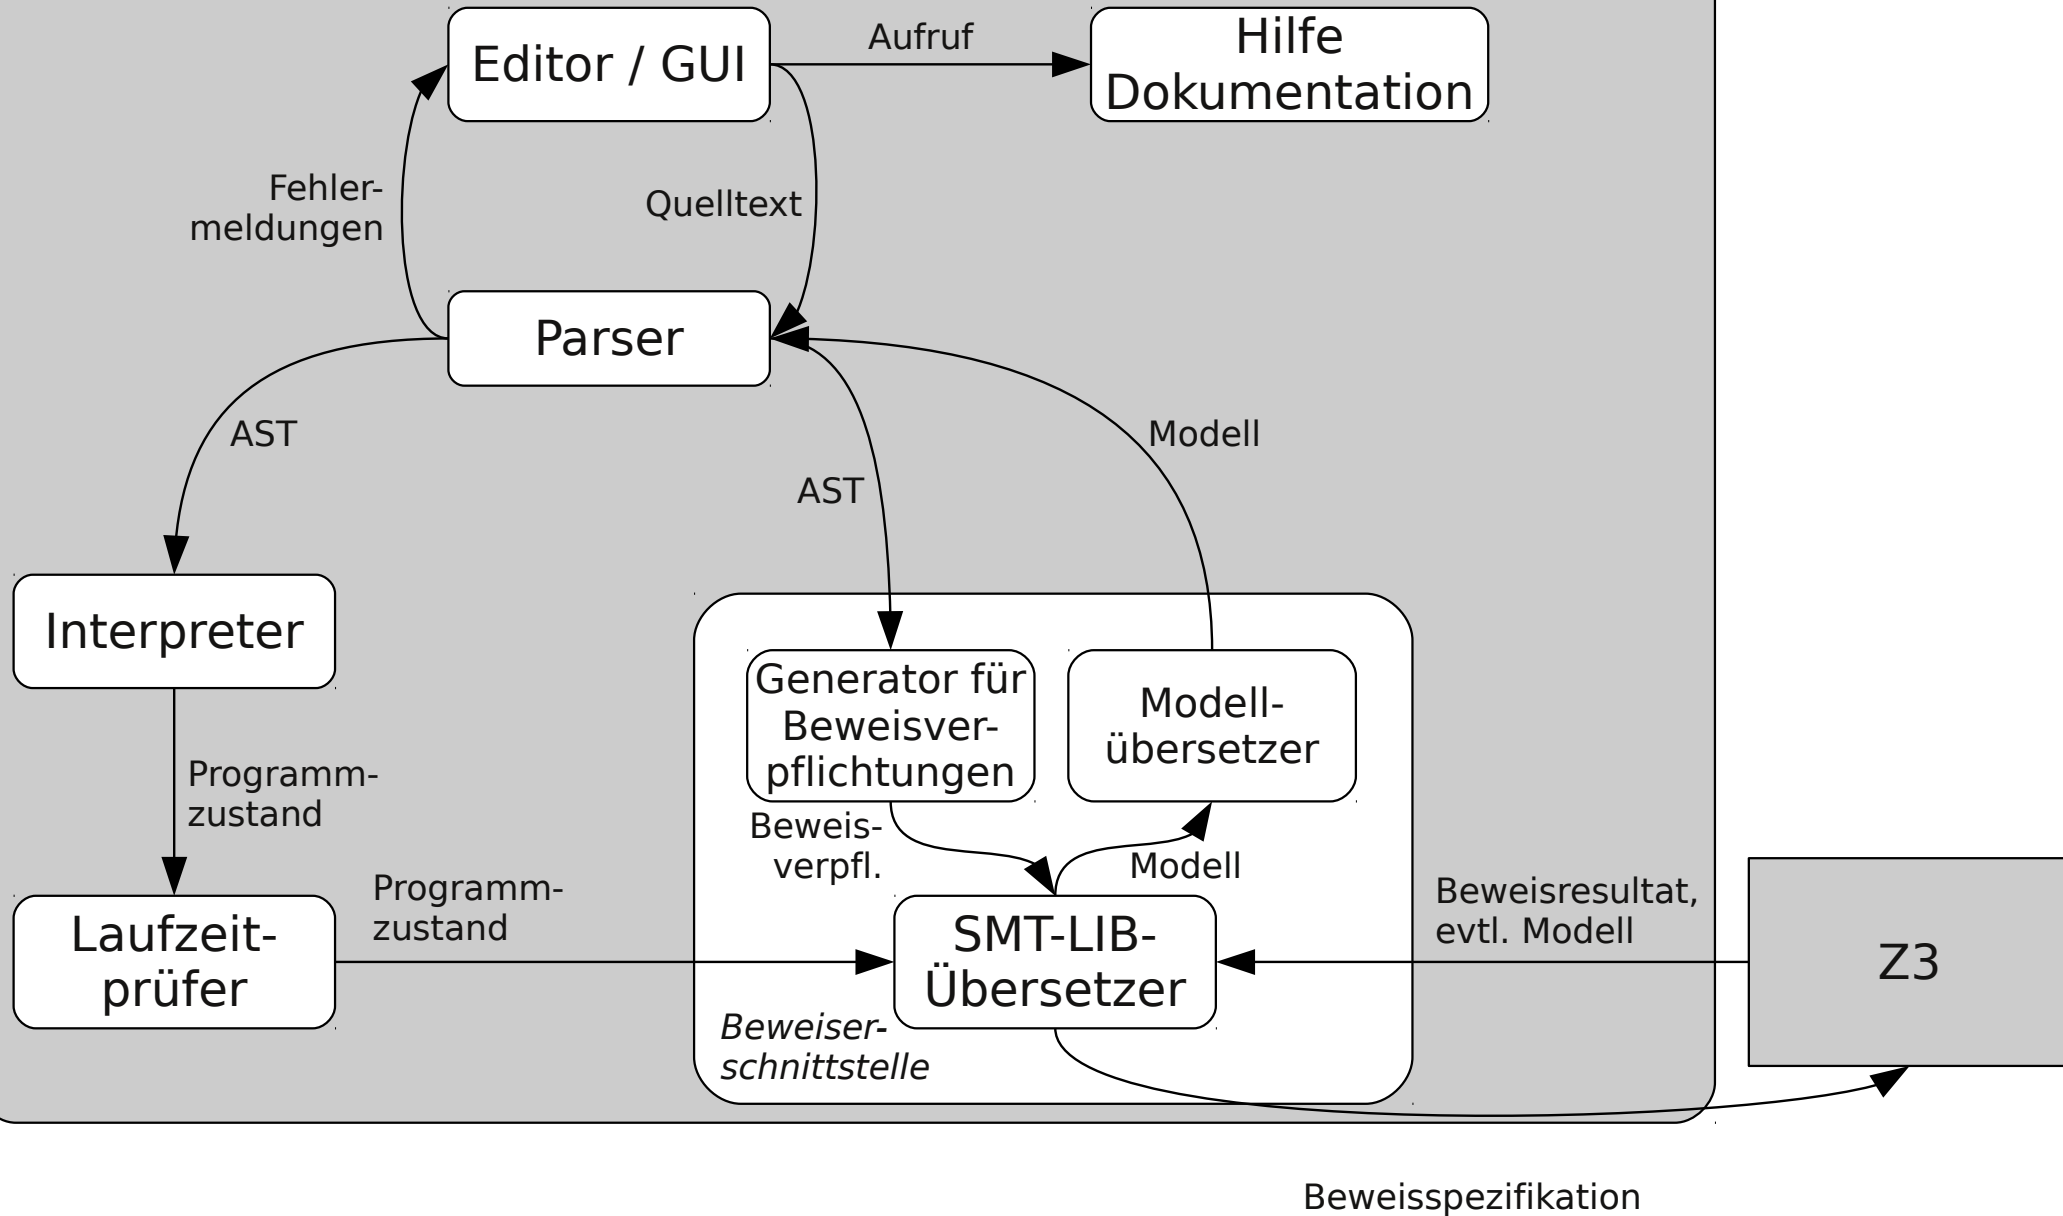 Editor / GUI
Aufruf
Hilfe
Dokumentation
Fehler-
meldungen
Quelltext
Parser
AST
Modell
AST
Interpreter
Generator für
Beweisver-
pflichtungen
Modell-
übersetzer
Programm-
zustand
Beweis-
verpfl.
Modell
Programm-
zustand
Beweisresultat,
evtl. Modell
Laufzeit-
prüfer
SMT-LIB-
Übersetzer
Z3
Beweiser-
schnittstelle
Beweisspezifikation